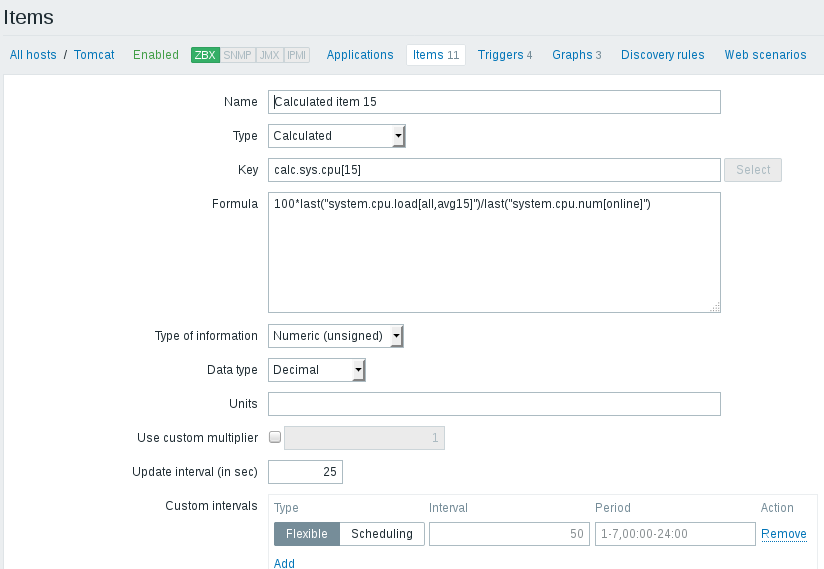 Items
All hosts / Tomcat Enabled ZBX SNMP JMX IPMI Applications Items 11 Triggers 4 Graphs 3 Discovery rules Web scenarios
Name Calculated item 15
Type Calculated
Key calc.sys.cpu[15] Select
Formula 100*last("system.cpu.load[all,avg15]")/last("system.cpu.num[online]")
Type of information Numeric (unsigned)
Data type Decimal
Units
Use custom multiplier 1
Update interval (in sec) 25
Custom intervals Type Interval Period Action
Flexible Scheduling 50 1-7,00:00-24:00 Remove
Add